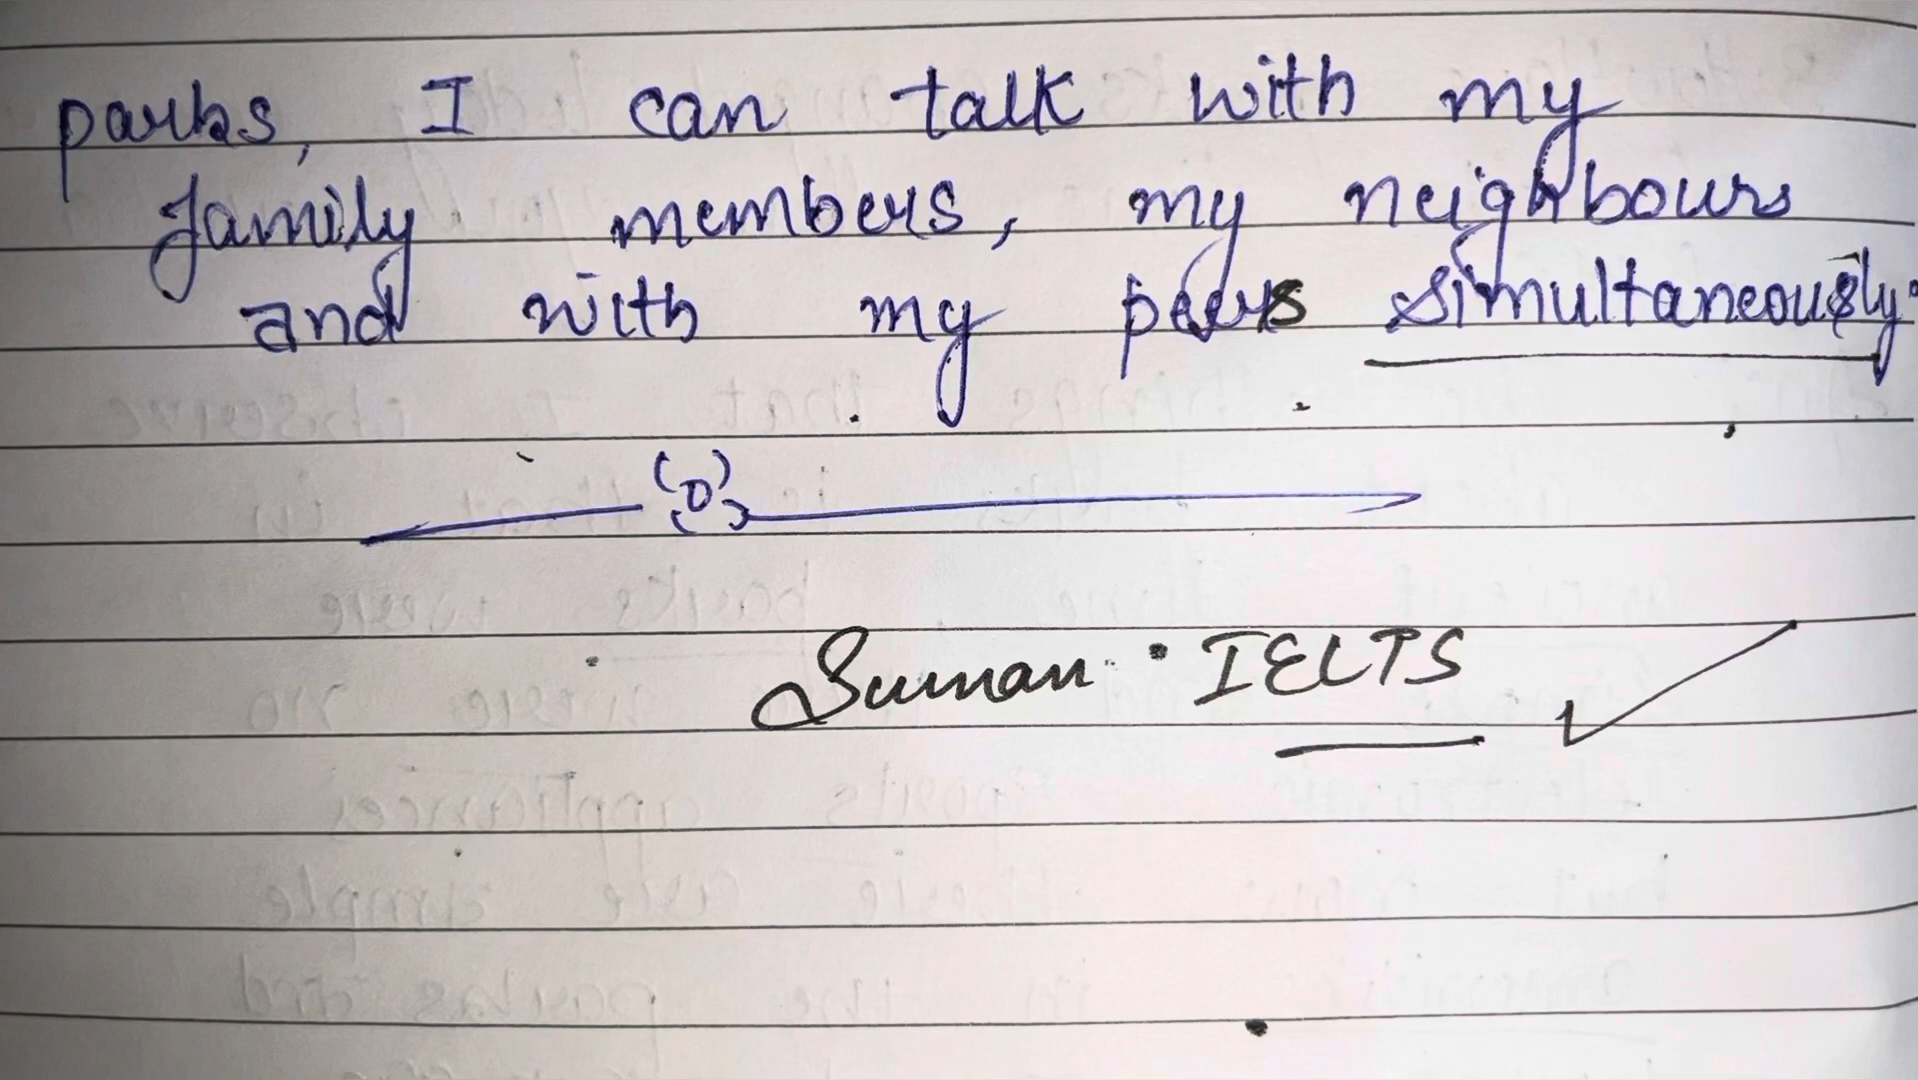 parks, I can talk with my
family members, my neighbours
and with my peers simultaneously.
Suman. IELTS